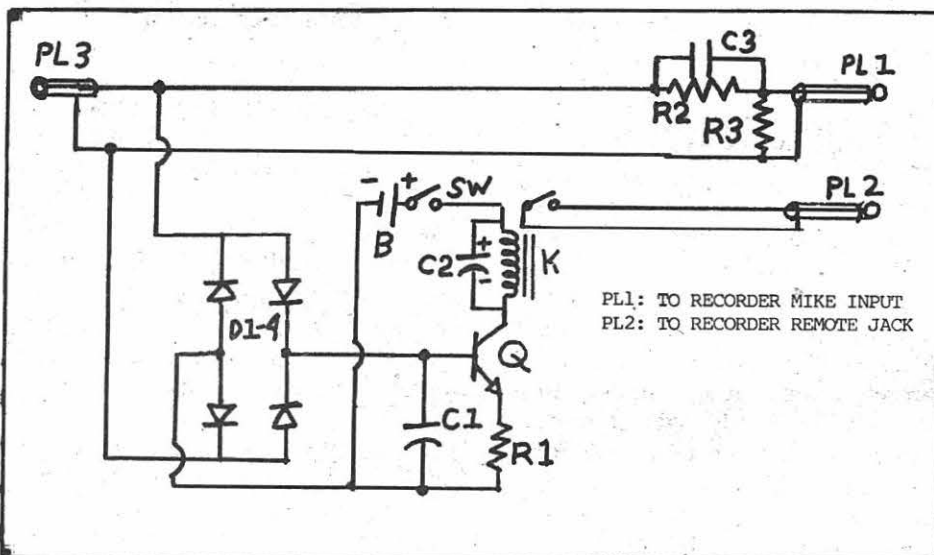 PL3
C3
PL1
R2
R3
- + SW
PL2
B
C2 + -
K
D1-4
PL1: TO RECORDER MIKE INPUT
PL2: TO RECORDER REMOTE JACK
Q
C1
R1